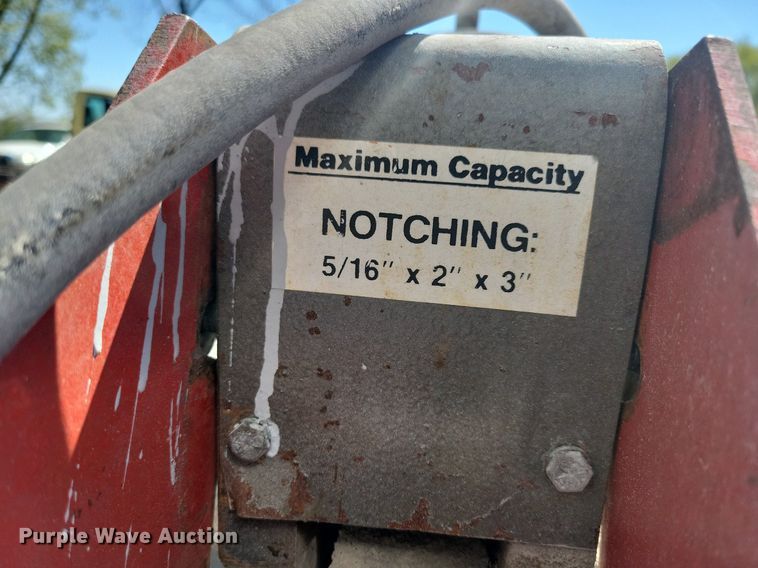 Maximum Capacity
NOTCHING:
5/16" x 2" x 3"
Purple Wave Auction